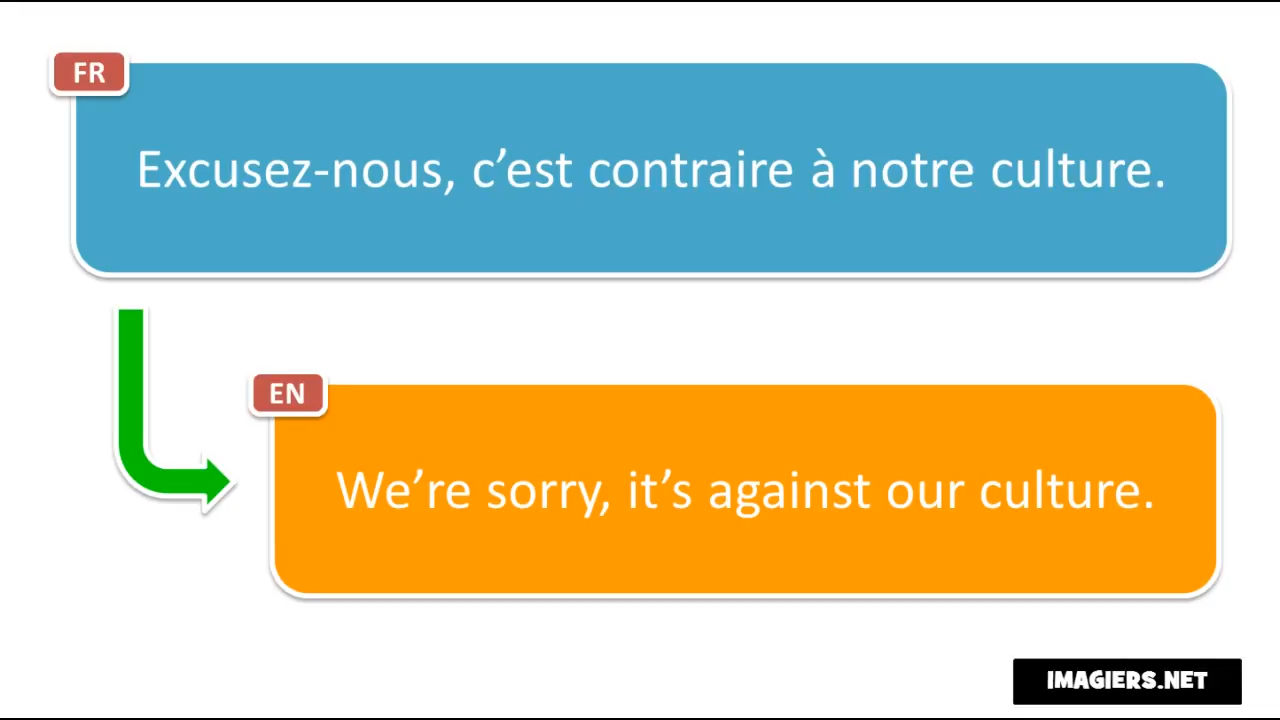 FR
Excusez-nous, c’est contraire à notre culture.
EN
We’re sorry, it’s against our culture.
IMAGIERS.NET